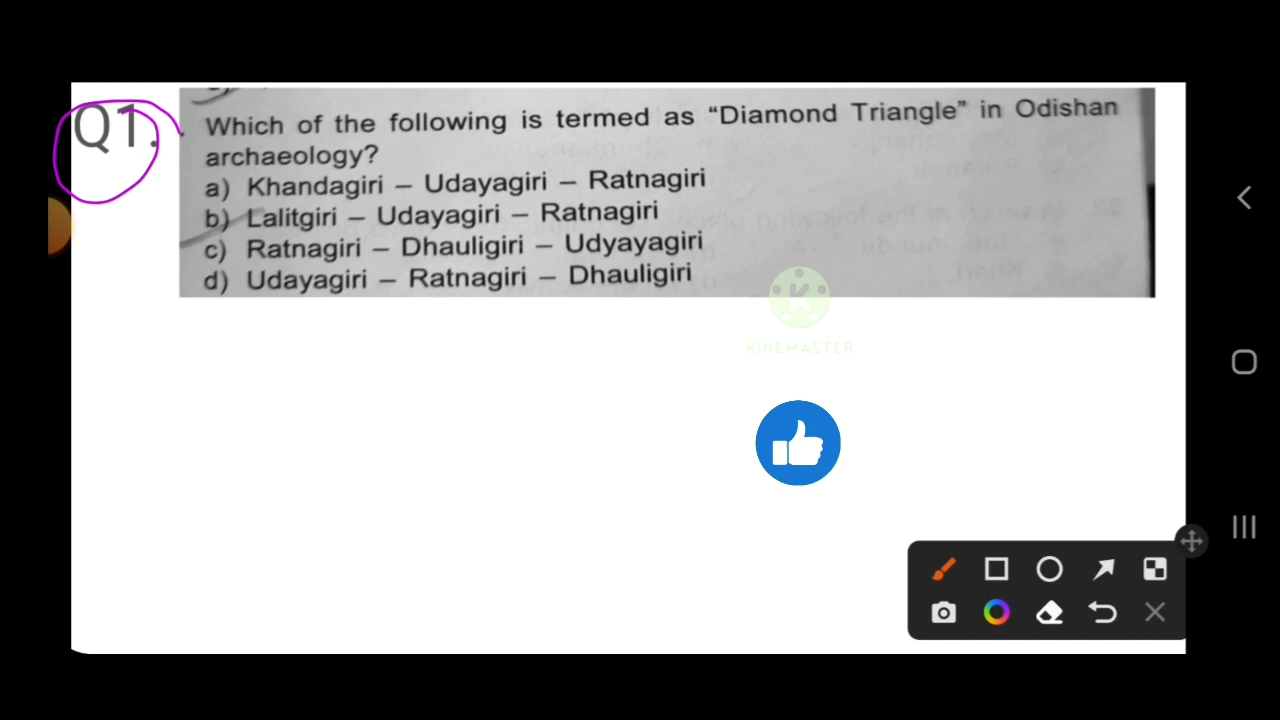 Q1.
Which of the following is termed as “Diamond Triangle” in Odishan
archaeology?
a) Khandagiri – Udayagiri – Ratnagiri
b) Lalitgiri – Udayagiri – Ratnagiri
c) Ratnagiri – Dhauligiri – Udyayagiri
d) Udayagiri – Ratnagiri – Dhauligiri
K
KINEMASTER